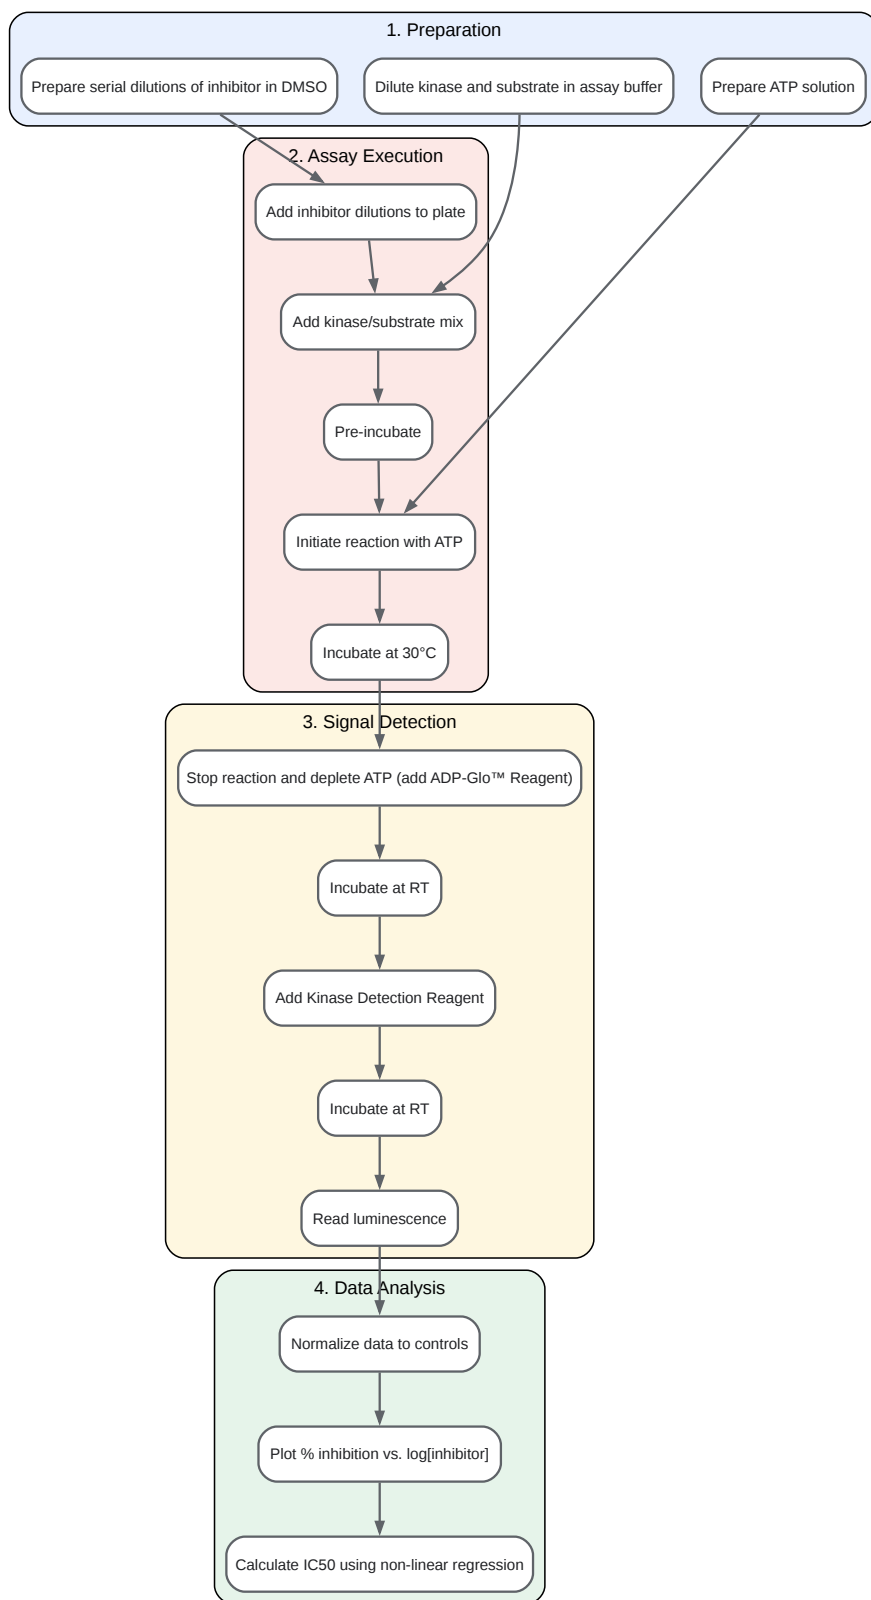 1. Preparation
Prepare serial dilutions of inhibitor in DMSO
Dilute kinase and substrate in assay buffer
Prepare ATP solution
2. Assay Execution
Add inhibitor dilutions to plate
Add kinase/substrate mix
Pre-incubate
Initiate reaction with ATP
Incubate at 30°C
3. Signal Detection
Stop reaction and deplete ATP (add ADP-Glo™ Reagent)
Incubate at RT
Add Kinase Detection Reagent
Incubate at RT
Read luminescence
4. Data Analysis
Normalize data to controls
Plot % inhibition vs. log[inhibitor]
Calculate IC50 using non-linear regression